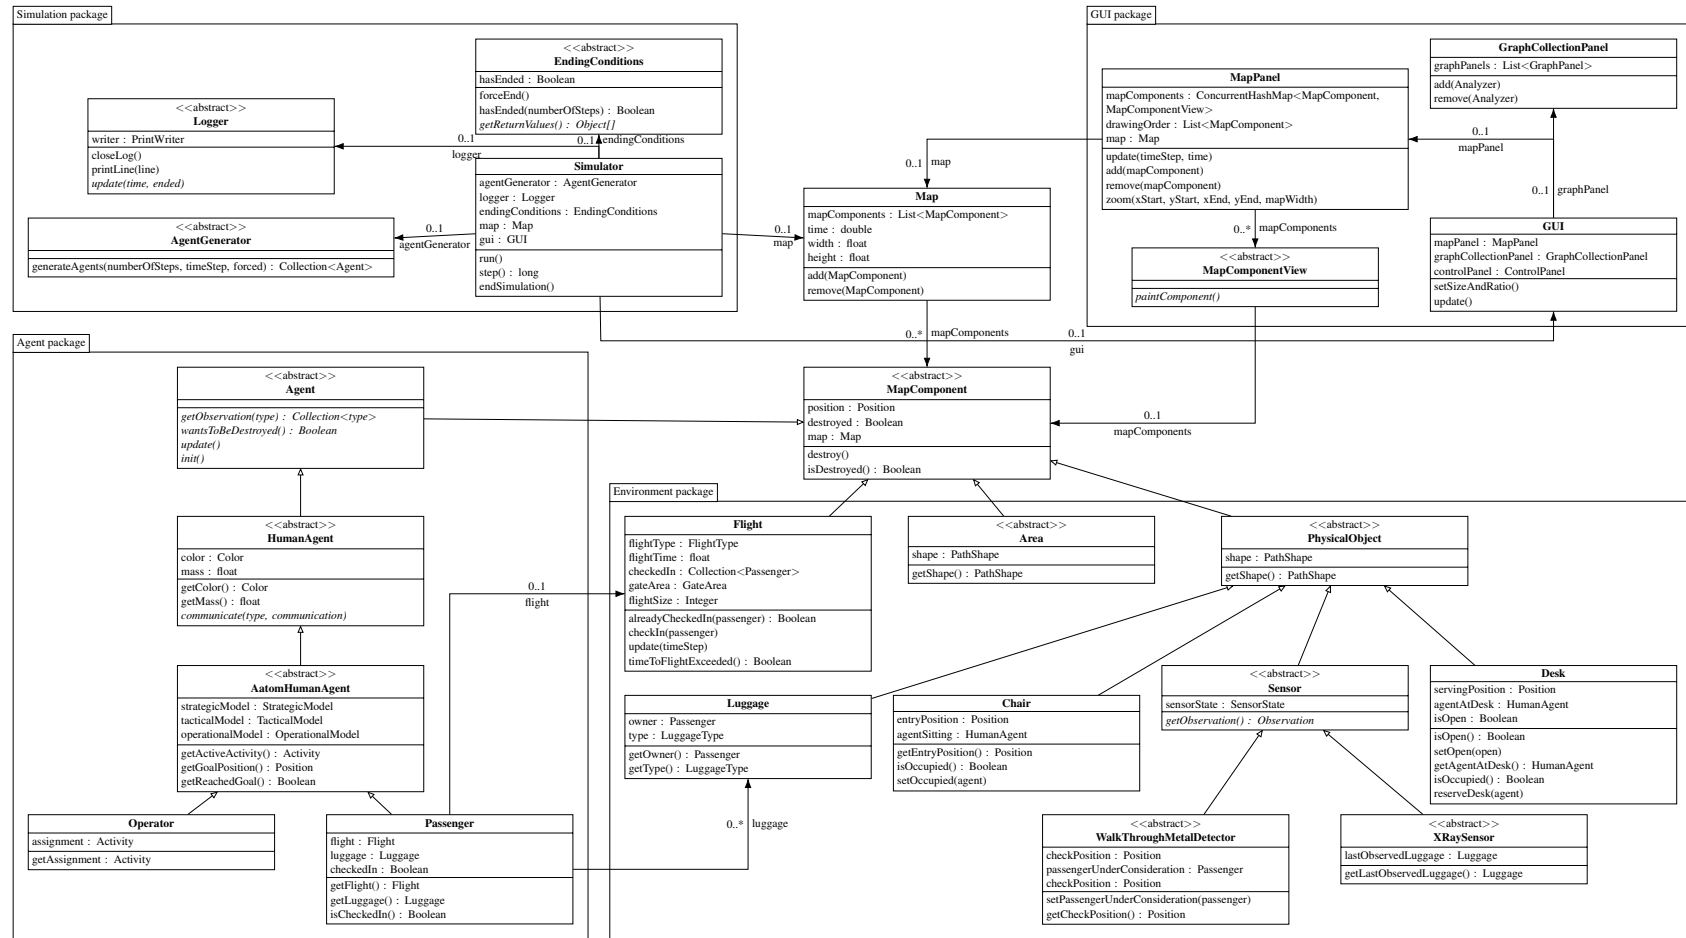 Simulation package
<<abstract>>
EndingConditions
hasEnded : Boolean
forceEnd()
hasEnded(numberOfSteps) : Boolean
getReturnValues() : Object[]
<<abstract>>
Logger
writer : PrintWriter
closeLog()
printLine(line)
update(time, ended)
0..1
logger
0..1
endingConditions
Simulator
agentGenerator : AgentGenerator
logger : Logger
endingConditions : EndingConditions
map : Map
gui : GUI
run()
step() : long
endSimulation()
<<abstract>>
AgentGenerator
generateAgents(numberOfSteps, timeStep, forced) : Collection<Agent>
0..1
agentGenerator
0..1
map
0..1
map
Map
mapComponents : List<MapComponent>
time : double
width : float
height : float
add(MapComponent)
remove(MapComponent)
GUI package
MapPanel
mapComponents : ConcurrentHashMap<MapComponent,
MapComponentView>
drawingOrder : List<MapComponent>
map : Map
update(timeStep, time)
add(mapComponent)
remove(mapComponent)
zoom(xStart, yStart, xEnd, yEnd, mapWidth)
GraphCollectionPanel
graphPanels : List<GraphPanel>
add(Analyzer)
remove(Analyzer)
0..1
mapPanel
0..1
graphPanel
0..*
mapComponents
<<abstract>>
MapComponentView
paintComponent()
GUI
mapPanel : MapPanel
graphCollectionPanel : GraphCollectionPanel
controlPanel : ControlPanel
setSizeAndRatio()
update()
0..*
mapComponents
0..1
gui
Agent package
<<abstract>>
Agent
getObservation(type) : Collection<type>
wantsToBeDestroyed() : Boolean
update()
init()
<<abstract>>
MapComponent
position : Position
destroyed : Boolean
map : Map
destroy()
isDestroyed() : Boolean
0..1
mapComponents
<<abstract>>
HumanAgent
color : Color
mass : float
getColor() : Color
getMass() : float
communicate(type, communication)
<<abstract>>
AatomHumanAgent
strategicModel : StrategicModel
tacticalModel : TacticalModel
operationalModel : OperationalModel
getActiveActivity() : Activity
getGoalPosition() : Position
getReachedGoal() : Boolean
Operator
assignment : Activity
getAssignment : Activity
Passenger
flight : Flight
luggage : Luggage
checkedIn : Boolean
getFlight() : Flight
getLuggage() : Luggage
isCheckedIn() : Boolean
0..1
flight
0..*
luggage
Environment package
Flight
flightType : FlightType
flightTime : float
checkedIn : Collection<Passenger>
gateArea : GateArea
flightSize : Integer
alreadyCheckedIn(passenger) : Boolean
checkIn(passenger)
update(timeStep)
timeToFlightExceeded() : Boolean
<<abstract>>
Area
shape : PathShape
getShape() : PathShape
<<abstract>>
PhysicalObject
shape : PathShape
getShape() : PathShape
Luggage
owner : Passenger
type : LuggageType
getOwner() : Passenger
getType() : LuggageType
Chair
entryPosition : Position
agentSitting : HumanAgent
getEntryPosition() : Position
isOccupied() : Boolean
setOccupied(agent)
<<abstract>>
Sensor
sensorState : SensorState
getObservation() : Observation
Desk
servingPosition : Position
agentAtDesk : HumanAgent
isOpen : Boolean
isOpen() : Boolean
setOpen(open)
getAgentAtDesk() : HumanAgent
isOccupied() : Boolean
reserveDesk(agent)
<<abstract>>
WalkThroughMetalDetector
checkPosition : Position
passengerUnderConsideration : Passenger
checkPosition : Position
setPassengerUnderConsideration(passenger)
getCheckPosition() : Position
<<abstract>>
XRaySensor
lastObservedLuggage : Luggage
getLastObservedLuggage() : Luggage